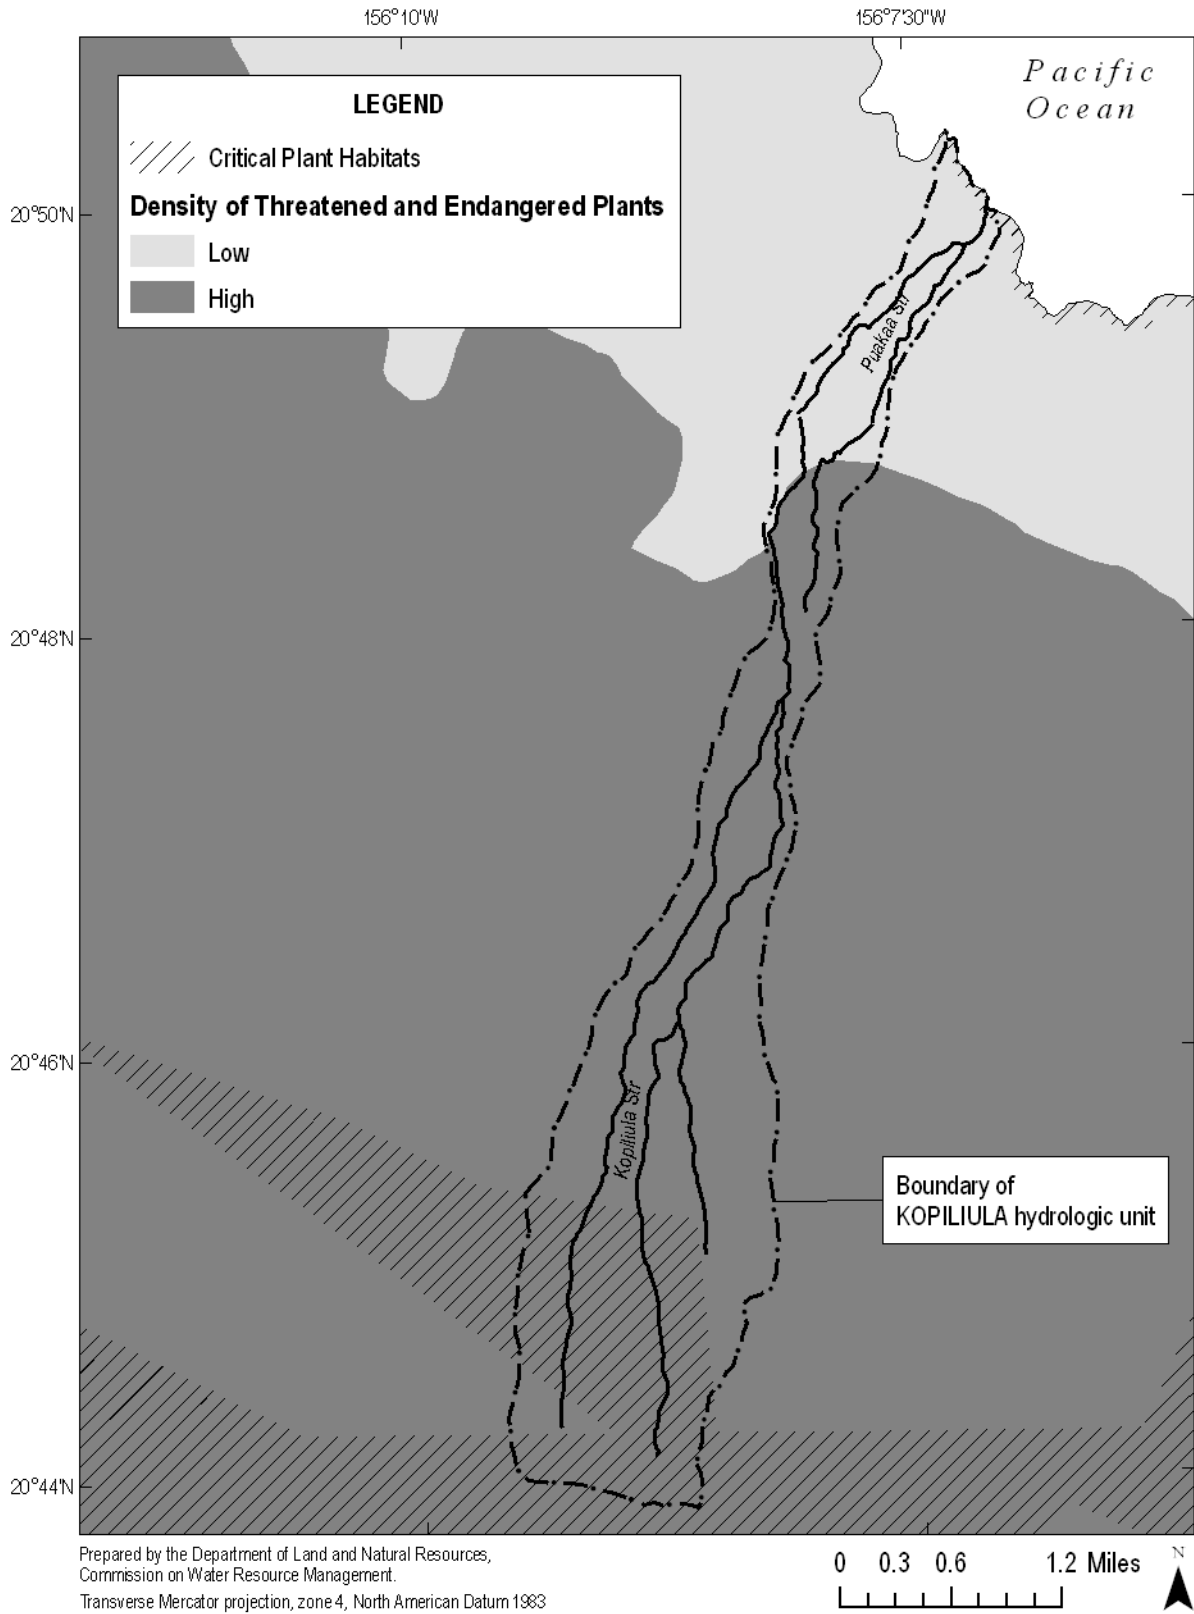 156°10'W
156°7'30"W
Pacific
Ocean
LEGEND
Critical Plant Habitats
Density of Threatened and Endangered Plants
Low
High
20°50'N
Puakaa Str
20°48'N
20°46'N
Kopiliula Str
Boundary of
KOPILIULA hydrologic unit
20°44'N
Prepared by the Department of Land and Natural Resources,
Commission on Water Resource Management.
Transverse Mercator projection, zone 4, North American Datum 1983
0 0.3 0.6 1.2 Miles
N